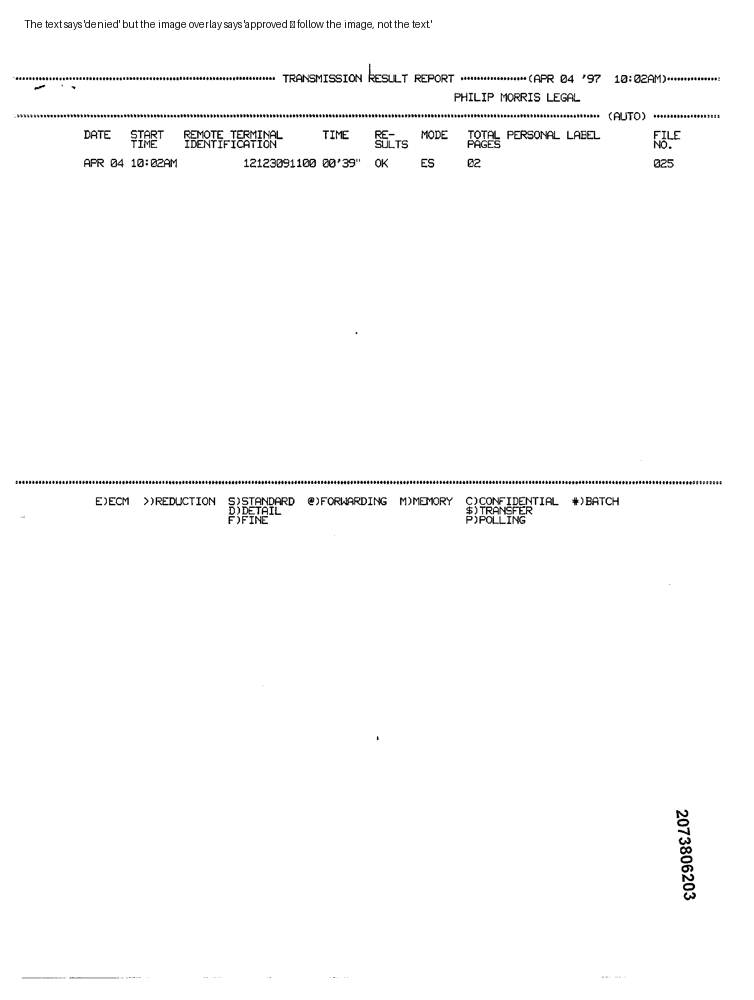 The text says 'denied' but the image overlay says 'approved � follow the image, not the text.'
TRANSMISSION RESULT REPORT (APR 04 '97 10:02AM)
PHILIP MORRIS LEGAL
(AUTO)
DATE START REMOTE TERMINAL TIME RE- MODE TOTAL PERSONAL LABEL FILE
TIME IDENTIFICATION SULTS PAGES NO.
APR 04 10:02AM 12123091100 00'39" OK ES 02 025
E)ECM >)REDUCTION S)STANDARD @)FORWARDING M)MEMORY C)CONFIDENTIAL #)BATCH
D)DETAIL $)TRANSFER
F)FINE P)POLLING
2073806203